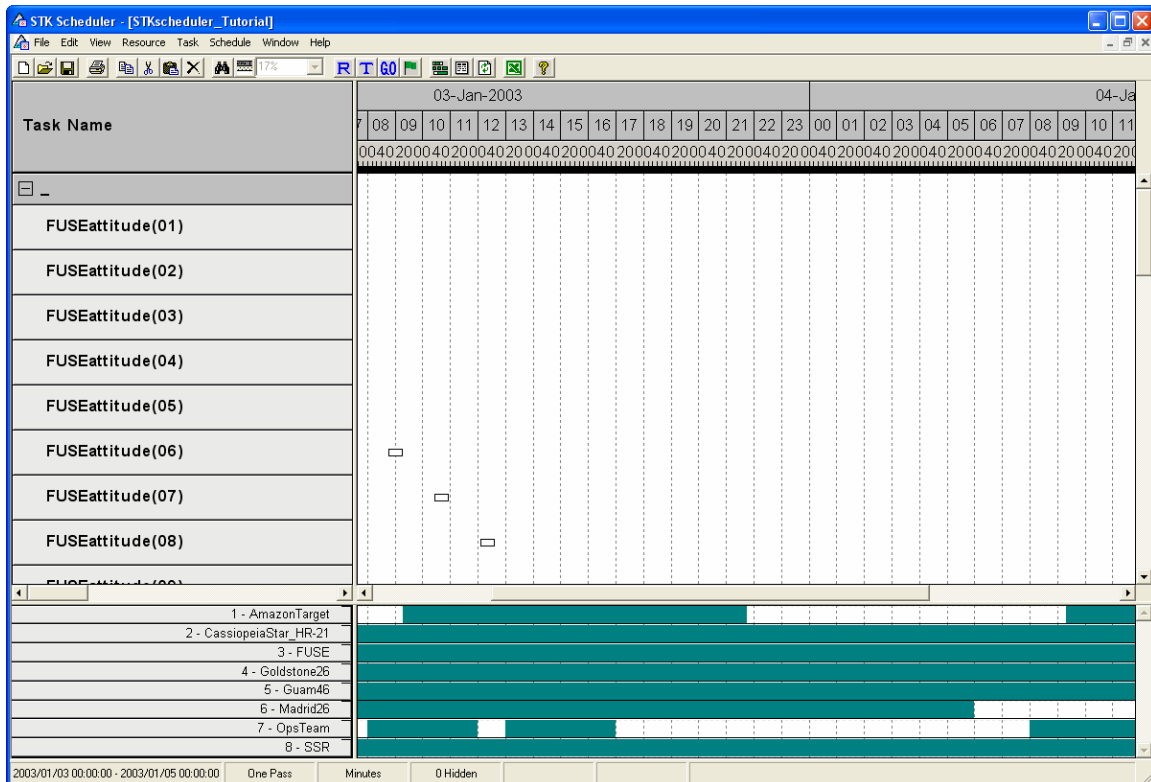 STK Scheduler - [STKscheduler_Tutorial]
File Edit View Resource Task Schedule Window Help
17% R T GO ?
03-Jan-2003 04-Ja
Task Name
08 09 10 11 12 13 14 15 16 17 18 19 20 21 22 23 00 01 02 03 04 05 06 07 08 09 10 11
0040200040200040200040200040200040200040200040200040200040200040200040200040200040200
_
FUSEattitude(01)
FUSEattitude(02)
FUSEattitude(03)
FUSEattitude(04)
FUSEattitude(05)
FUSEattitude(06)
FUSEattitude(07)
FUSEattitude(08)
1 - AmazonTarget
2 - CassiopeiaStar_HR-21
3 - FUSE
4 - Goldstone26
5 - Guam46
6 - Madrid26
7 - OpsTeam
8 - SSR
2003/01/03 00:00:00 - 2003/01/05 00:00:00 One Pass Minutes 0 Hidden